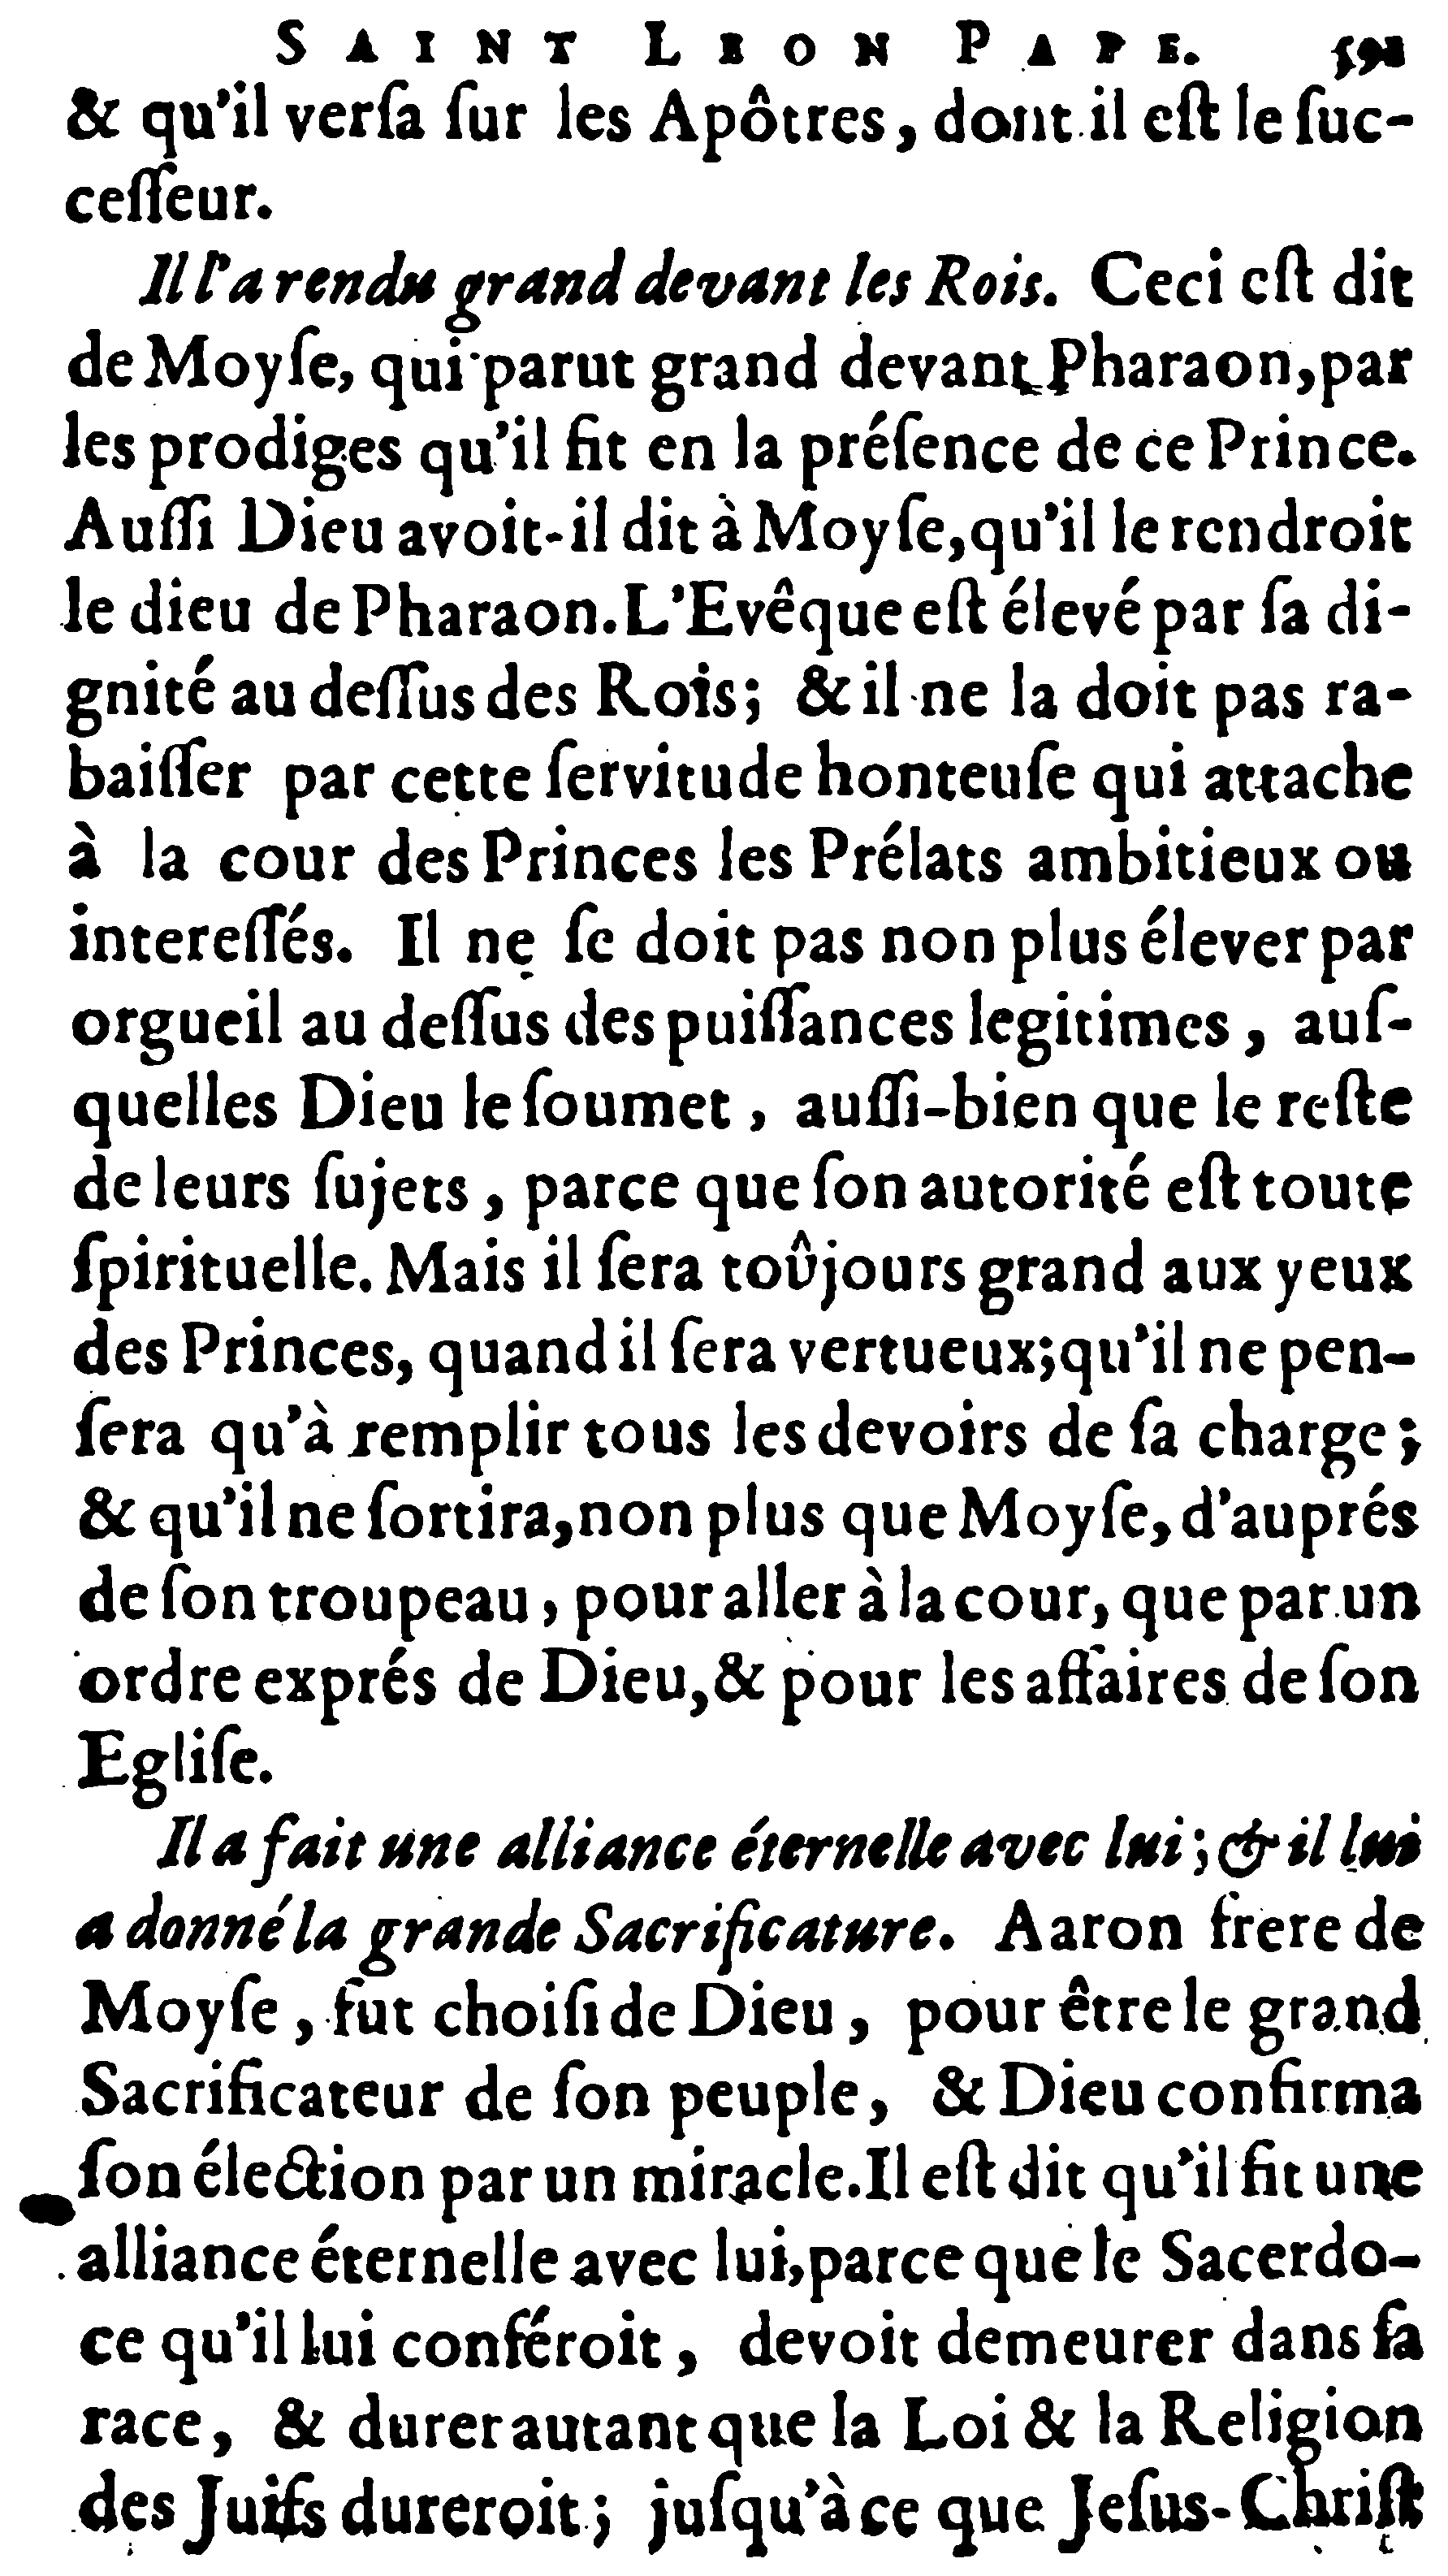 SAINT LEON PAPE.
& qu'il verſa ſur les Apôtres, dont il eſt le ſuc-
ceſſeur.
Il l'a rendu grand devant les Rois. Ceci eſt dit
de Moyſe, qui parut grand devant Pharaon, par
les prodiges qu'il fit en la préſence de ce Prince.
Auſſi Dieu avoit-il dit à Moyſe, qu'il le rendroit
le dieu de Pharaon. L'Evêque eſt élevé par ſa di-
gnité au deſſus des Rois; & il ne la doit pas ra-
baiſſer par cette ſervitude honteuſe qui attache
à la cour des Princes les Prélats ambitieux ou
intereſſés. Il ne ſe doit pas non plus élever par
orgueil au deſſus des puiſſances legitimes, auſ-
quelles Dieu le ſoumet, auſſi-bien que le reſte
de leurs ſujets, parce que ſon autorité eſt toute
ſpirituelle. Mais il ſera toûjours grand aux yeux
des Princes, quand il ſera vertueux; qu'il ne pen-
ſera qu'à remplir tous les devoirs de ſa charge;
& qu'il ne ſortira, non plus que Moyſe, d'auprés
de ſon troupeau, pour aller à la cour, que par un
ordre exprés de Dieu, & pour les affaires de ſon
Egliſe.
Il a fait une alliance éternelle avec lui; & il lui
a donné la grande Sacrificature. Aaron frere de
Moyſe, fut choiſi de Dieu, pour être le grand
Sacrificateur de ſon peuple, & Dieu confirma
ſon élection par un miracle. Il eſt dit qu'il fit une
alliance éternelle avec lui, parce que le Sacerdo-
ce qu'il lui conféroit, devoit demeurer dans ſa
race, & durer autant que la Loi & la Religion
des Juifs dureroit; juſqu'à ce que Jeſus-Chriſt